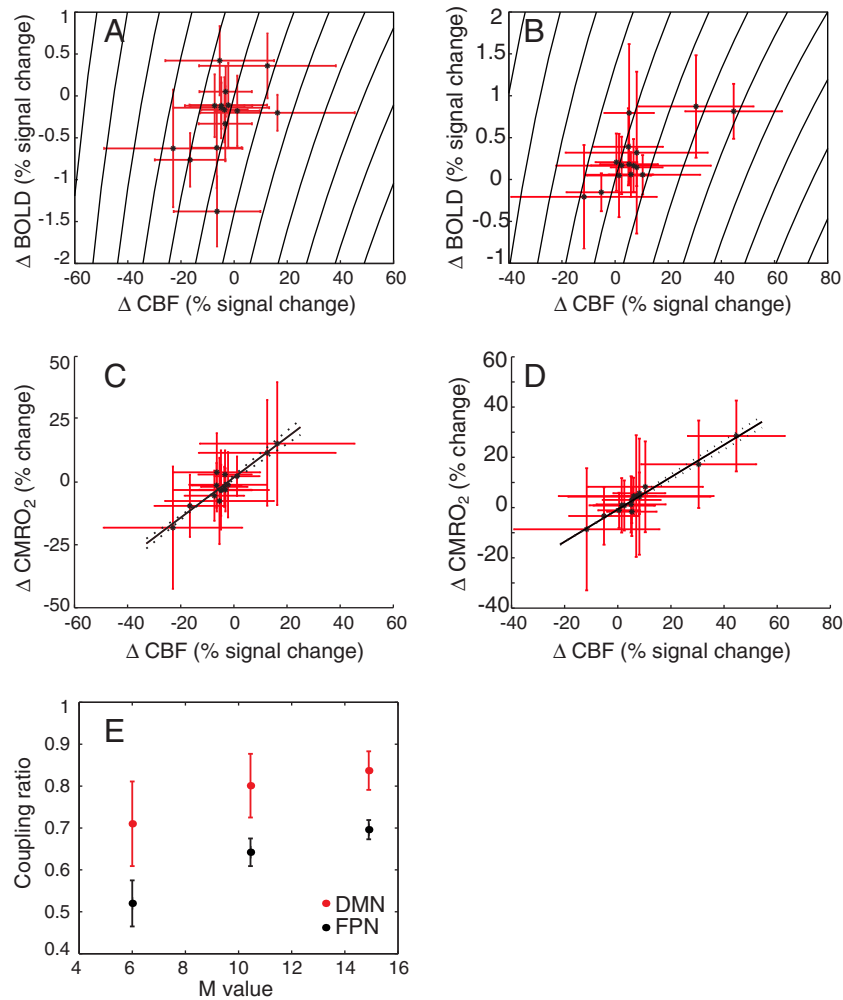 A
Δ BOLD (% signal change)
1
0.5
0
-0.5
-1
-1.5
-2
-60 -40 -20 0 20 40 60
Δ CBF (% signal change)
B
Δ BOLD (% signal change)
2
1.5
1
0.5
0
-0.5
-1
-40 -20 0 20 40 60 80
Δ CBF (% signal change)
C
Δ CMRO2 (% change)
50
25
0
-25
-50
-60 -40 -20 0 20 40 60
Δ CBF (% signal change)
D
Δ CMRO2 (% change)
60
40
20
0
-20
-40
-40 -20 0 20 40 60 80
Δ CBF (% signal change)
E
Coupling ratio
1
0.9
0.8
0.7
0.6
0.5
0.4
4 6 8 10 12 14 16
M value
DMN
FPN